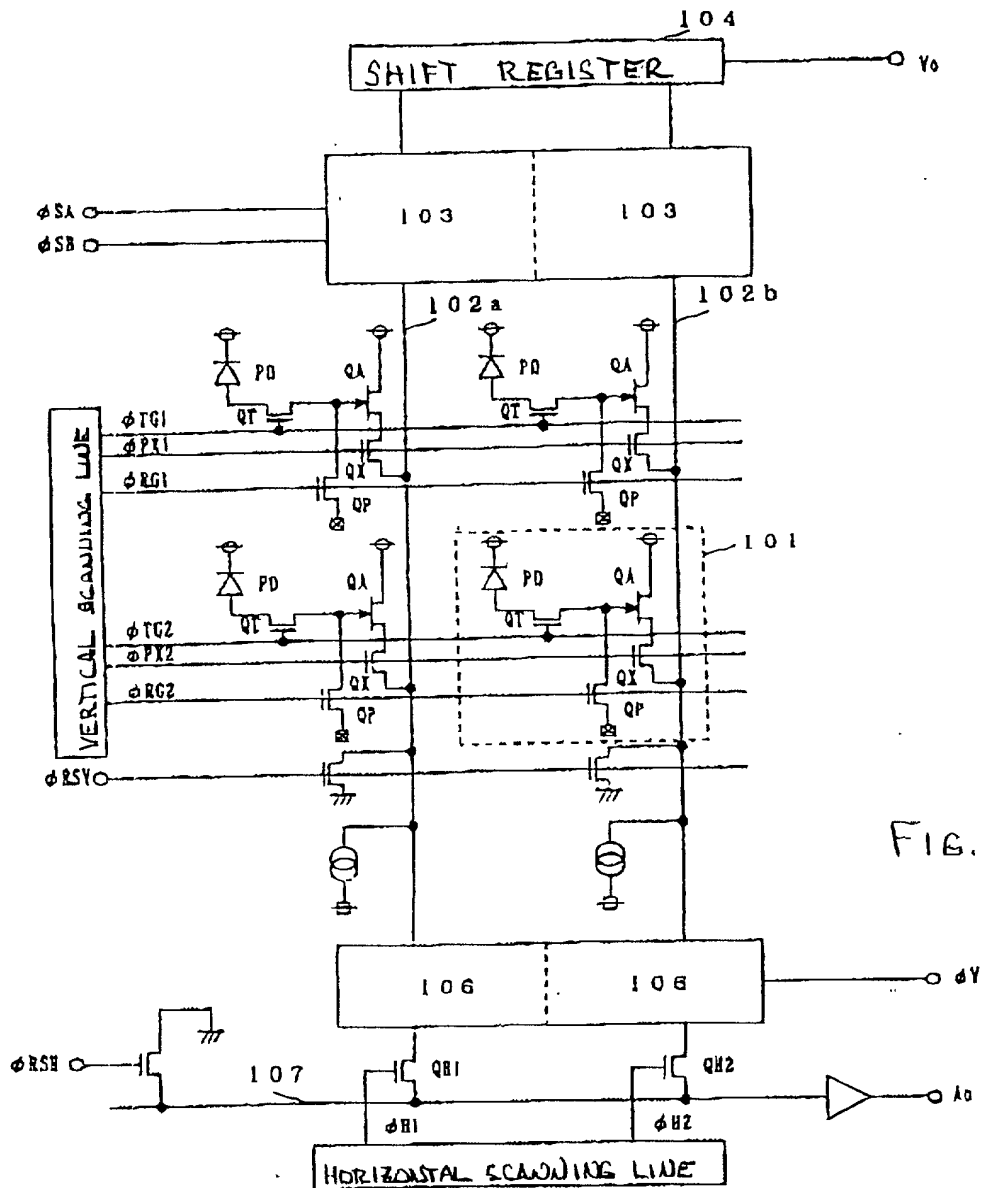 104
SHIFT REGISTER
Vo
φSA
φSB
103
103
102a
102b
PD
QA
PD
QA
QT
QT
φTG1
φPX1
φRG1
QX
QP
QX
QP
VERTICAL SCANNING LINE
101
PD
QA
PD
QA
QT
QT
φTG2
φPX2
φRG2
QX
QP
QX
QP
φRSV
FIG.
106
106
φV
φRSH
QH1
QH2
107
φH1
φH2
Ao
HORIZONTAL SCANNING LINE